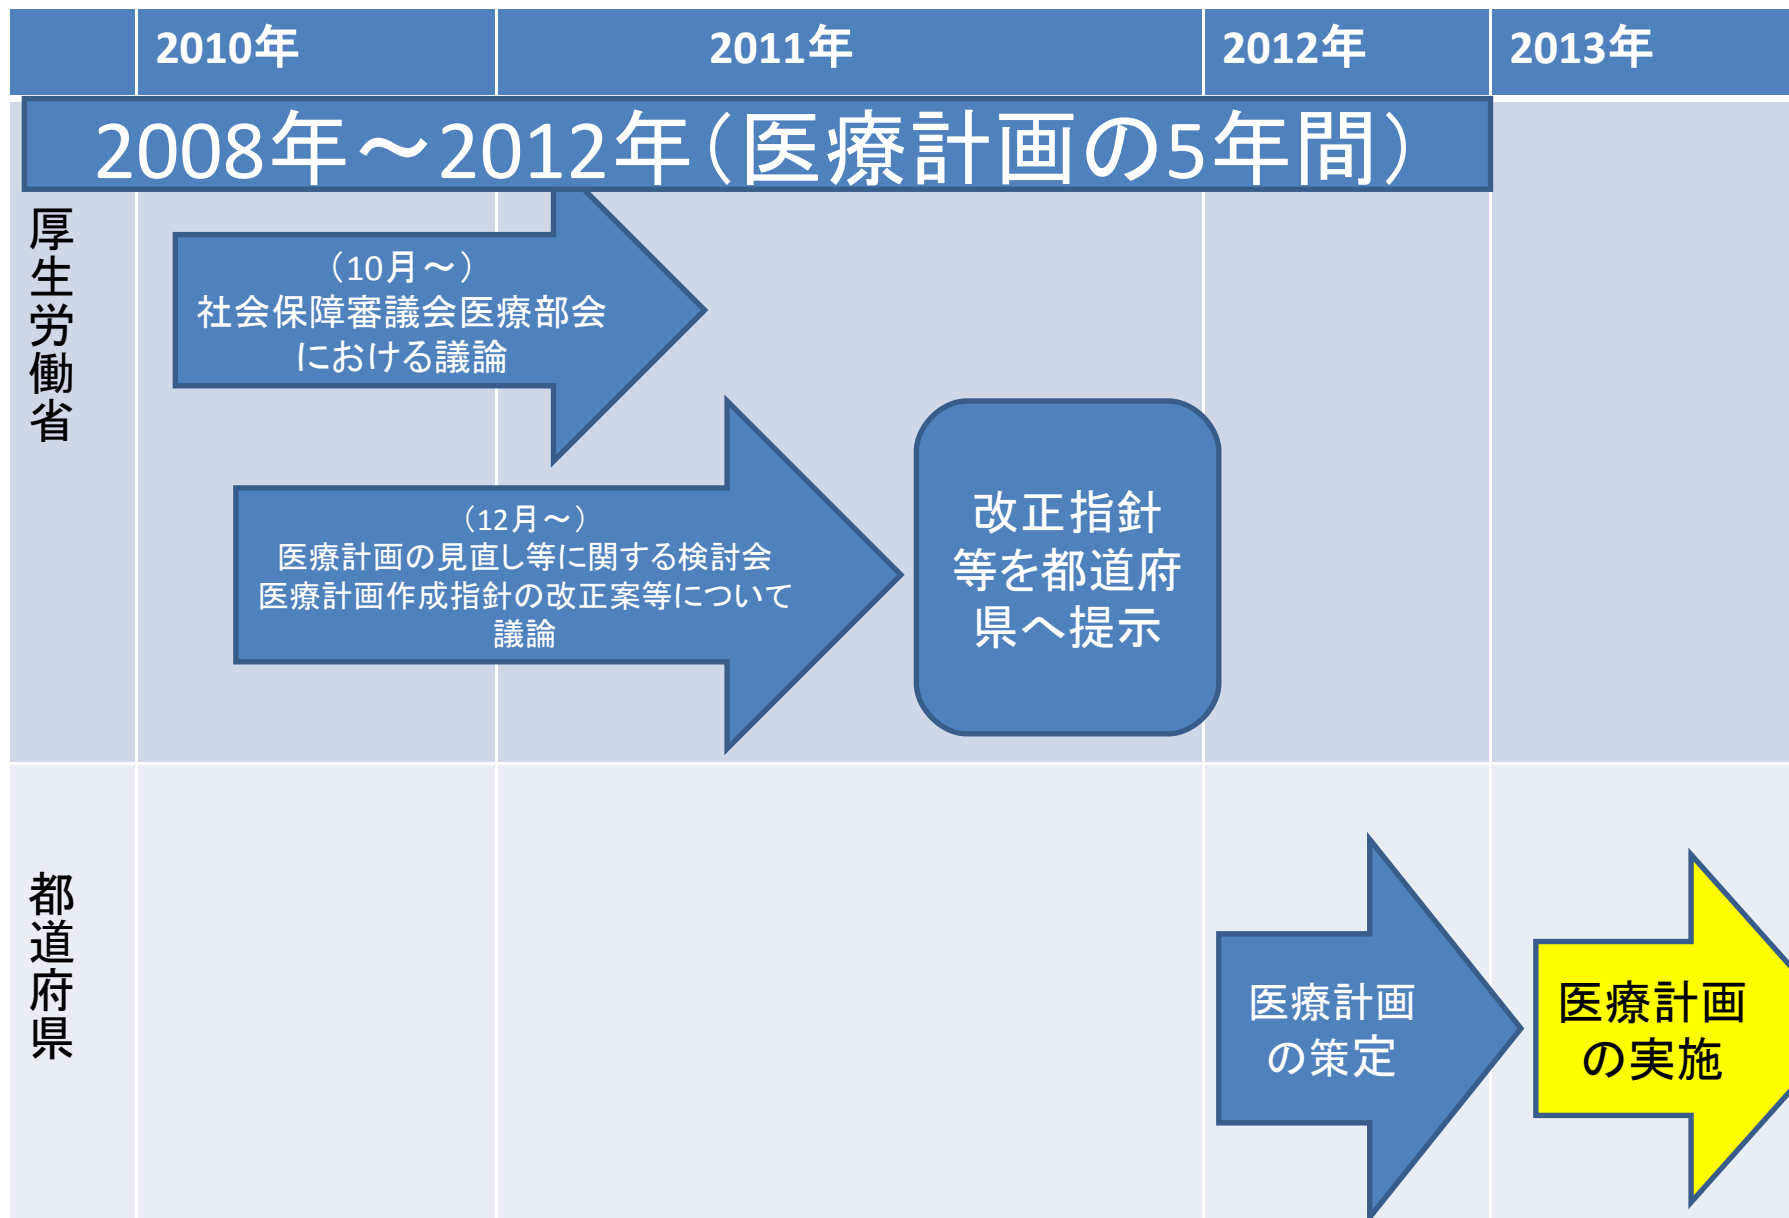 2010年
2011年
2012年
2013年
2008年～2012年（医療計画の5年間）
厚生労働省
（10月～）
社会保障審議会医療部会
における議論
（12月～）
医療計画の見直し等に関する検討会
医療計画作成指針の改正案等について
議論
改正指針
等を都道府
県へ提示
都道府県
医療計画
の策定
医療計画
の実施